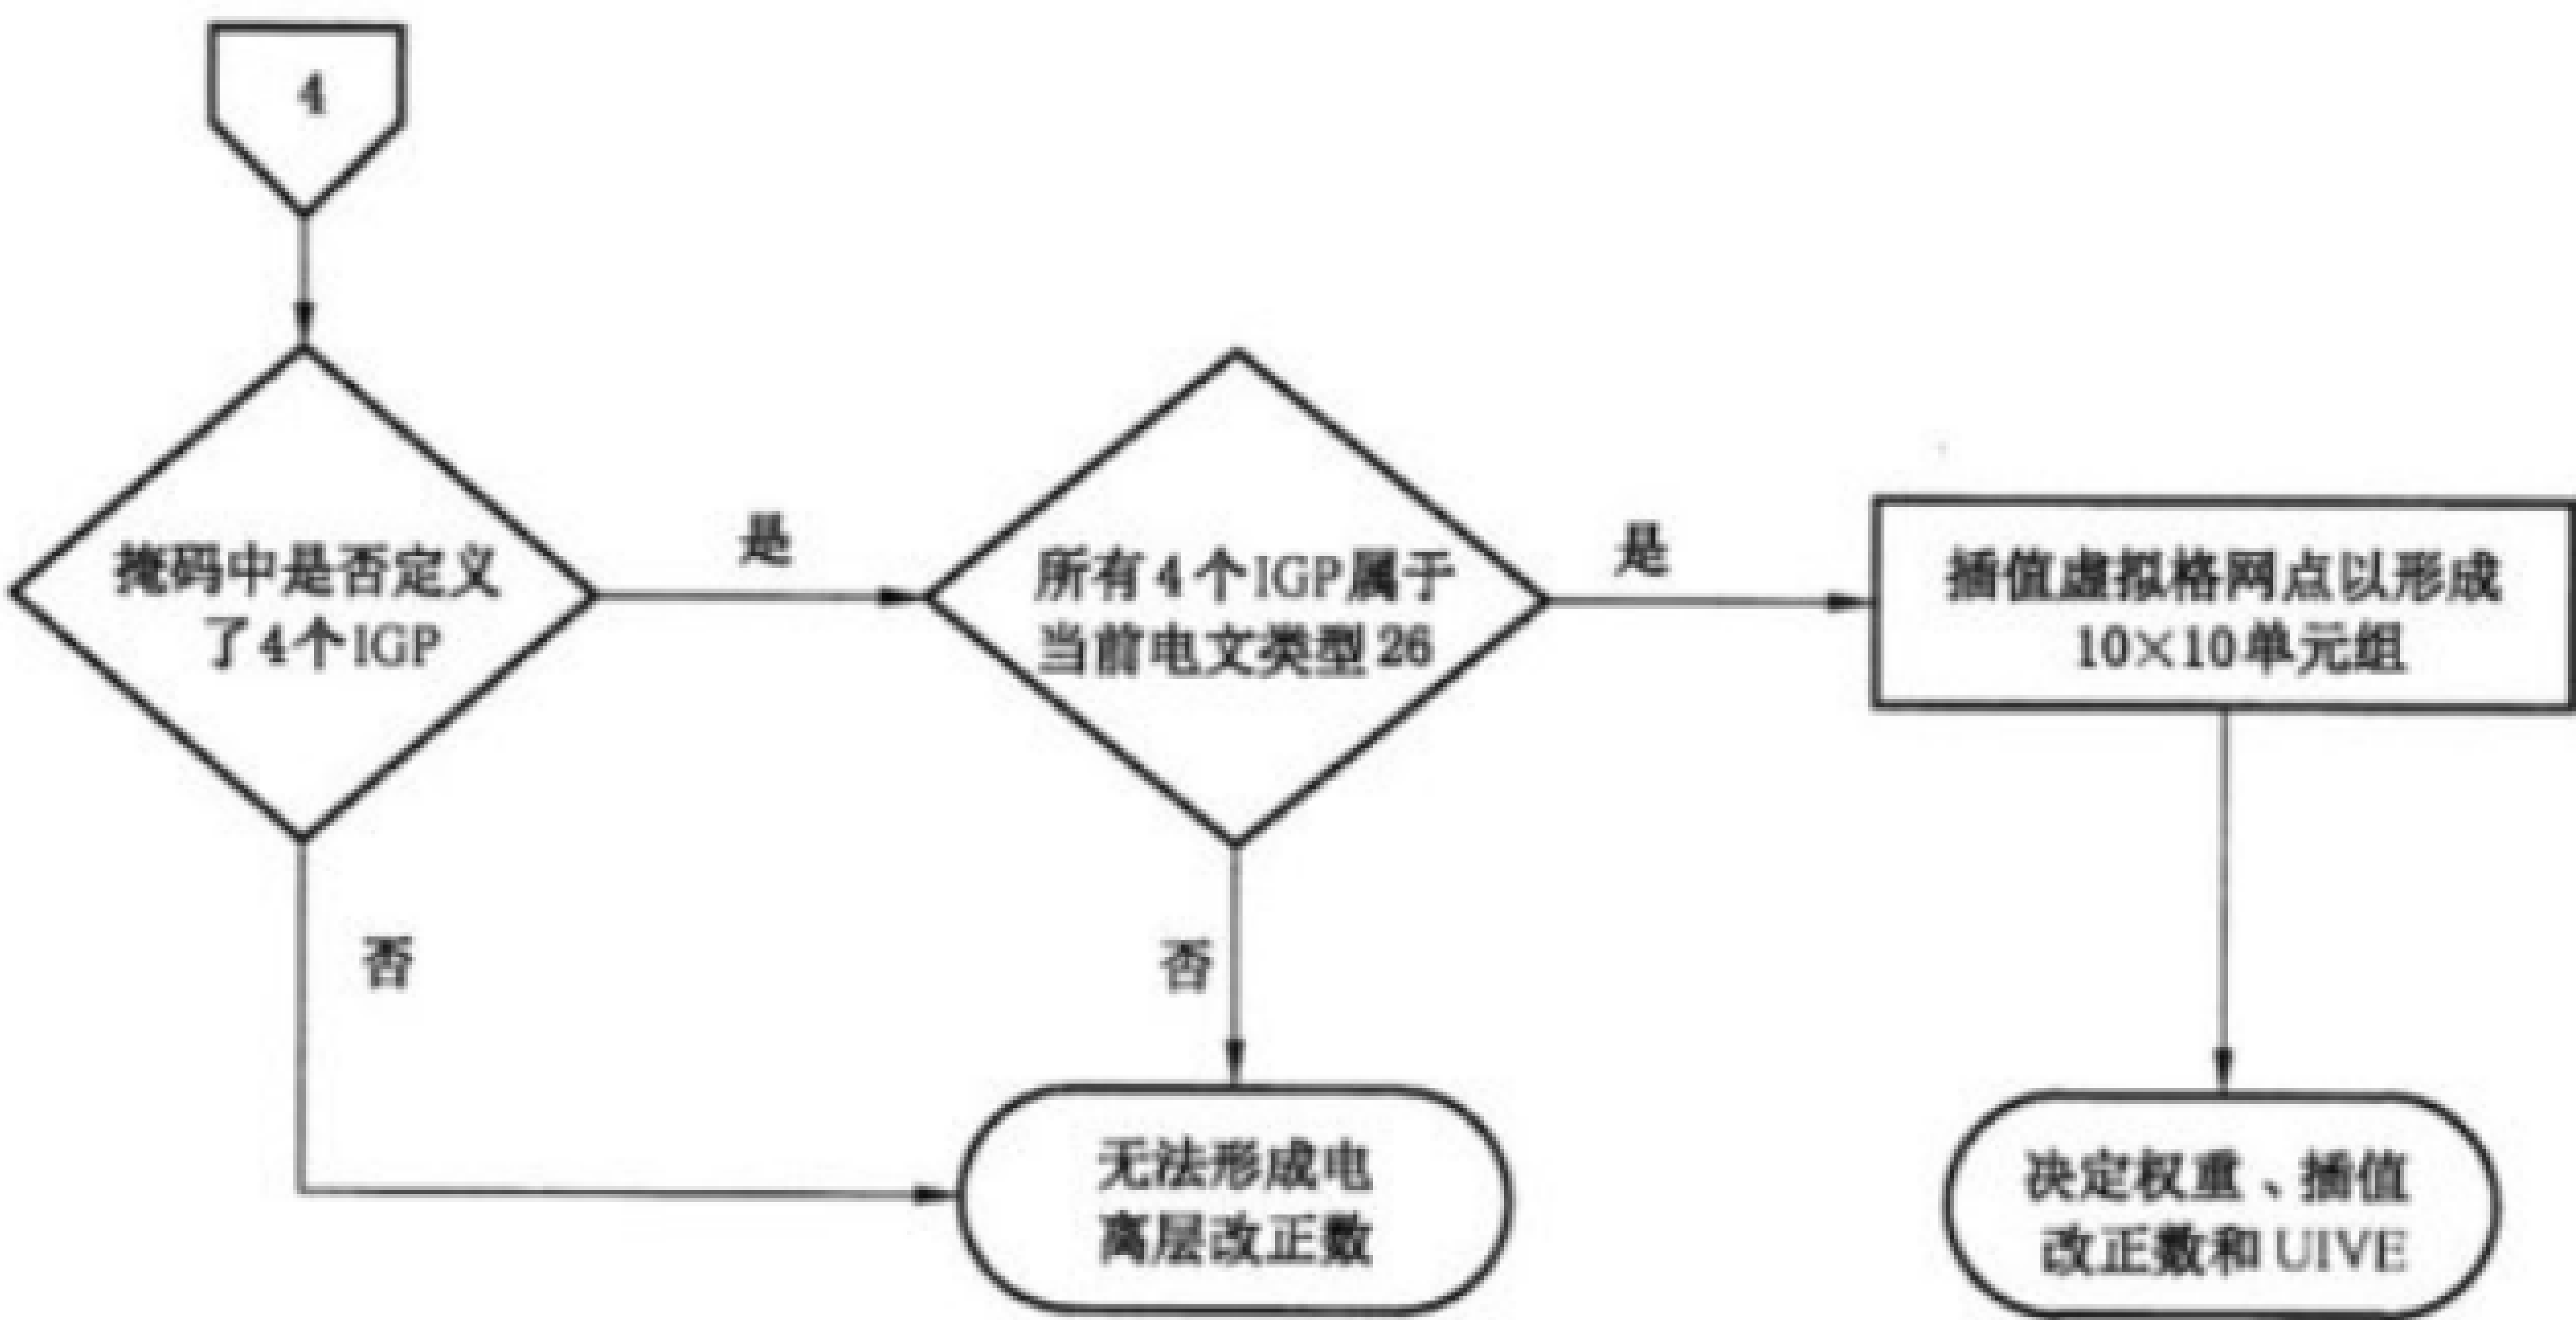 4
掩码中是否定义
了4个IGP
是
所有4个IGP属于
当前电文类型26
是
插值虚拟格网点以形成
10×10单元组
否
否
无法形成电
离层改正数
决定权重、插值
改正数和UIVE